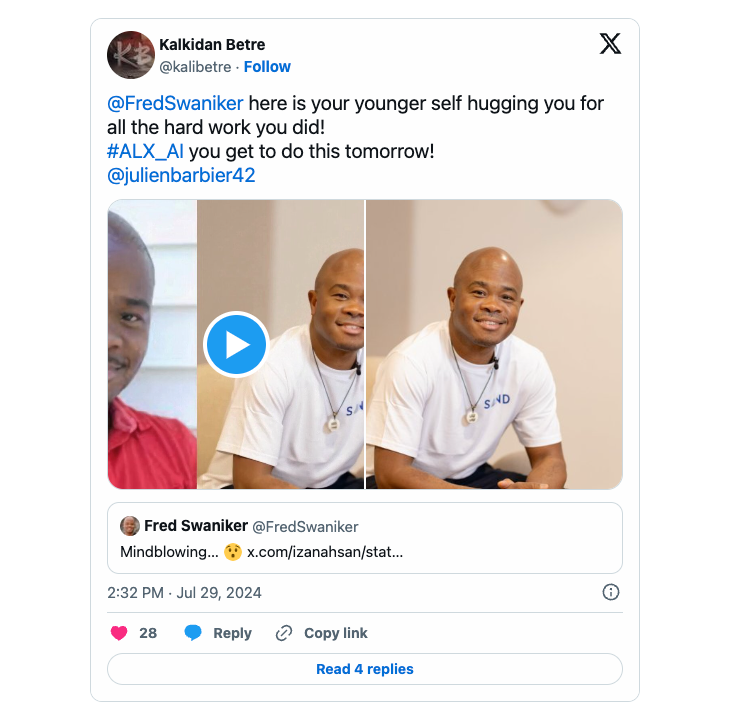 KB
Kalkidan Betre
@kalibetre · Follow
@FredSwaniker here is your younger self hugging you for
all the hard work you did!
#ALX_AI you get to do this tomorrow!
@julienbarbier42
SAND
Fred Swaniker @FredSwaniker
Mindblowing... 😯 x.com/izanahsan/stat...
2:32 PM · Jul 29, 2024
28 Reply Copy link
Read 4 replies